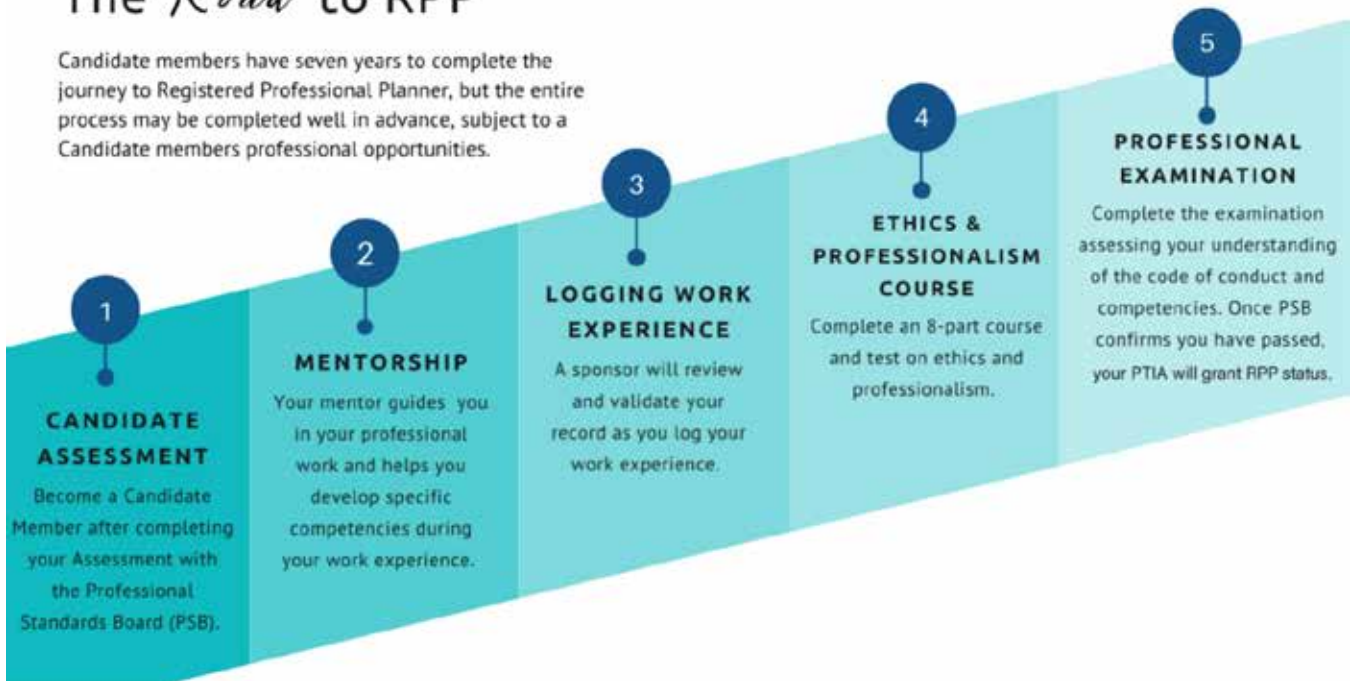 The Road to RPP
Candidate members have seven years to complete the
journey to Registered Professional Planner, but the entire
process may be completed well in advance, subject to a
Candidate members professional opportunities.
1
CANDIDATE
ASSESSMENT
Become a Candidate
Member after completing
your Assessment with
the Professional
Standards Board (PSB).
2
MENTORSHIP
Your mentor guides you
in your professional
work and helps you
develop specific
competencies during
your work experience.
3
LOGGING WORK
EXPERIENCE
A sponsor will review
and validate your
record as you log your
work experience.
4
ETHICS &
PROFESSIONALISM
COURSE
Complete an 8-part course
and test on ethics and
professionalism.
5
PROFESSIONAL
EXAMINATION
Complete the examination
assessing your understanding
of the code of conduct and
competencies. Once PSB
confirms you have passed,
your PTIA will grant RPP status.